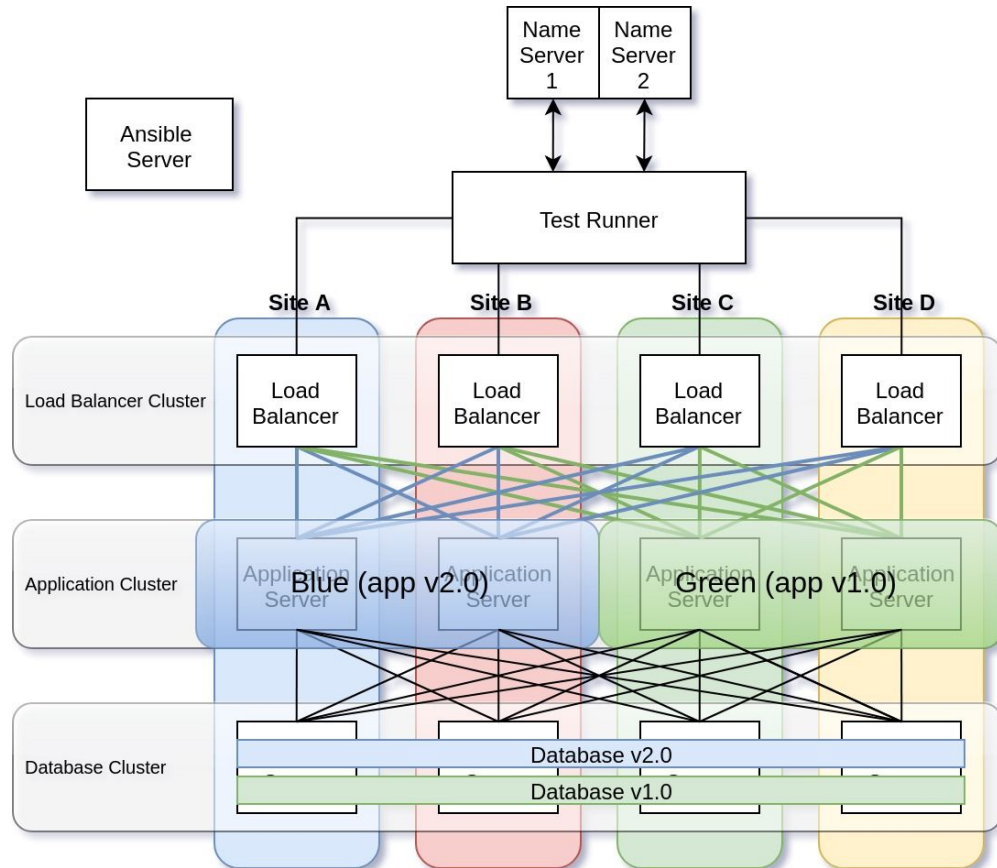 Name
Server
1
Name
Server
2
Ansible
Server
Test Runner
Site A
Site B
Site C
Site D
Load Balancer Cluster
Load
Balancer
Load
Balancer
Load
Balancer
Load
Balancer
Application Cluster
Application
Server
Application
Server
Blue (app v2.0)
Application
Server
Application
Server
Green (app v1.0)
Database Cluster
Database v2.0
Database v1.0